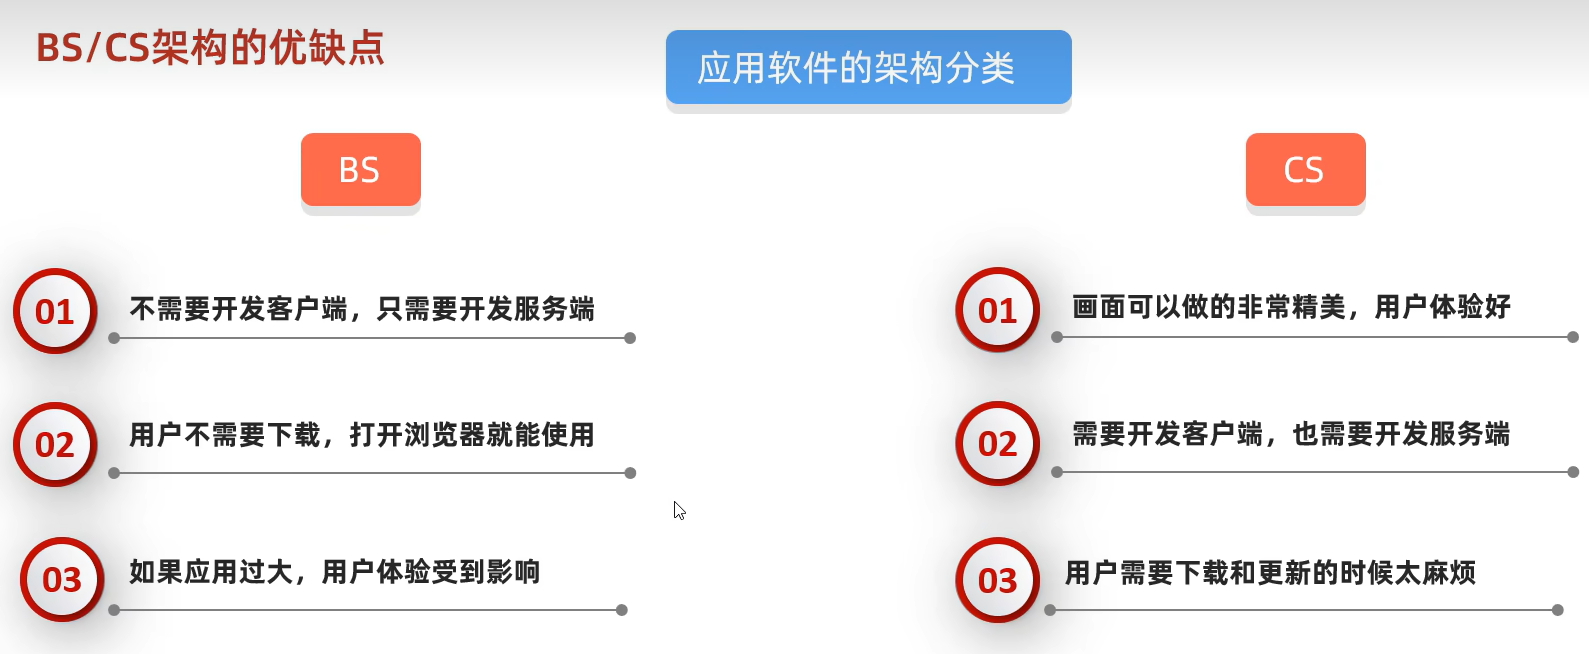 BS/CS架构的优缺点
应用软件的架构分类
BS
01
不需要开发客户端，只需要开发服务端
02
用户不需要下载，打开浏览器就能使用
03
如果应用过大，用户体验受到影响
CS
01
画面可以做的非常精美，用户体验好
02
需要开发客户端，也需要开发服务端
03
用户需要下载和更新的时候太麻烦